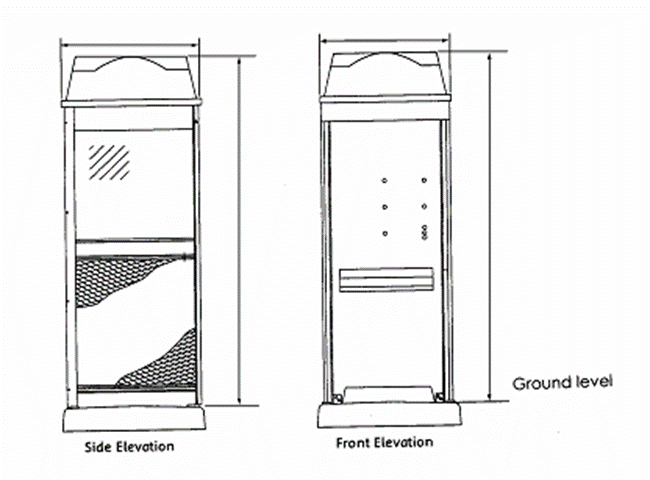 Ground level
Side Elevation
Front Elevation